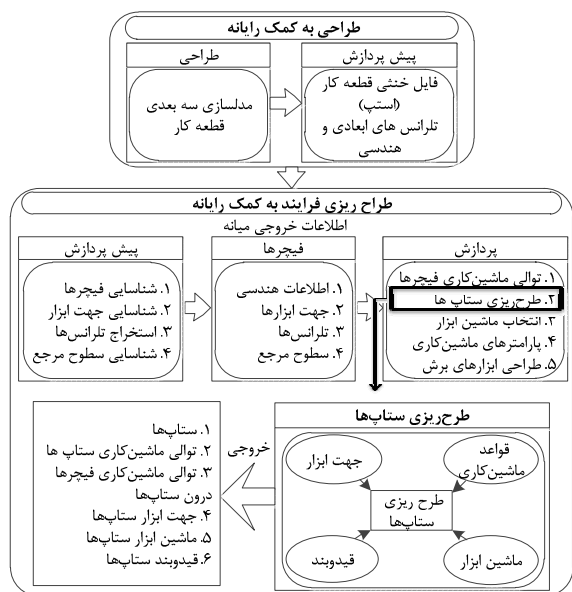 طراحی به کمک رایانه
طراحی
مدلسازی سه بعدی
قطعه کار
پیش پردازش
فایل خنثی قطعه کار
(استپ)
تلرانس های ابعادی و
هندسی
طراح ریزی فرایند به کمک رایانه
اطلاعات خروجی میانه
پیش پردازش
۱. شناسایی فیچرها
۲. شناسایی جهت ابزار
۳. استخراج تلرانس‌ها
۴. شناسایی سطوح مرجع
فیچرها
۱. اطلاعات هندسی
۲. جهت ابزارها
۳. تلرانس‌ها
۴. سطوح مرجع
پردازش
۱. توالی ماشین‌کاری فیچرها
۲. طرح‌ریزی ستاپ ها
۳. انتخاب ماشین ابزار
۴. پارامترهای ماشین‌کاری
۵. طراحی ابزارهای برش
طرح‌ریزی ستاپ‌ها
قواعد
ماشین‌کاری
جهت ابزار
طرح ریزی
ستاپ‌ها
ماشین ابزار
قیدوبند
خروجی
۱. ستاپ‌ها
۲. توالی ماشین‌کاری ستاپ ها
۳. توالی ماشین‌کاری فیچرها
درون ستاپ‌ها
۴. جهت ابزار ستاپ‌ها
۵. ماشین ابزار ستاپ‌ها
۶. قیدوبند ستاپ‌ها